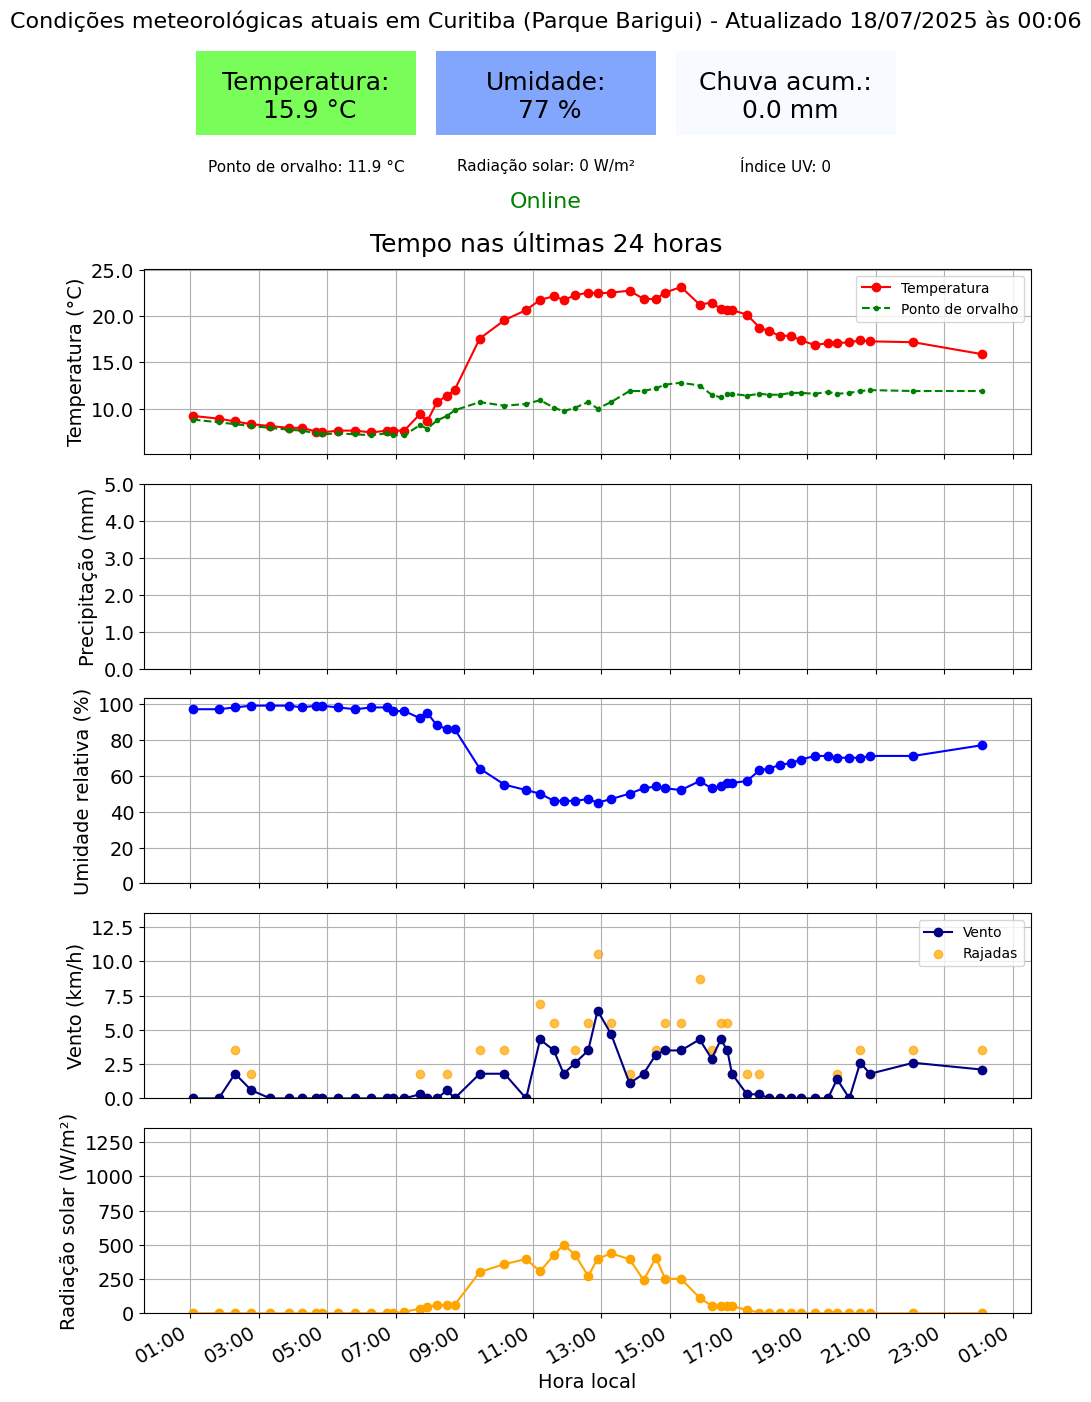 Condições meteorológicas atuais em Curitiba (Parque Barigui) - Atualizado 18/07/2025 às 00:06
Temperatura:
15.9 °C
Umidade:
77 %
Chuva acum.:
0.0 mm
Ponto de orvalho: 11.9 °C
Radiação solar: 0 W/m²
Índice UV: 0
Online
Tempo nas últimas 24 horas
Temperatura (°C)
25.0
20.0
15.0
10.0
Temperatura
Ponto de orvalho
Precipitação (mm)
5.0
4.0
3.0
2.0
1.0
0.0
Umidade relativa (%)
100
80
60
40
20
0
Vento (km/h)
12.5
10.0
7.5
5.0
2.5
0.0
Vento
Rajadas
Radiação solar (W/m²)
1250
1000
750
500
250
0
01:00
03:00
05:00
07:00
09:00
11:00
13:00
15:00
17:00
19:00
21:00
23:00
01:00
Hora local